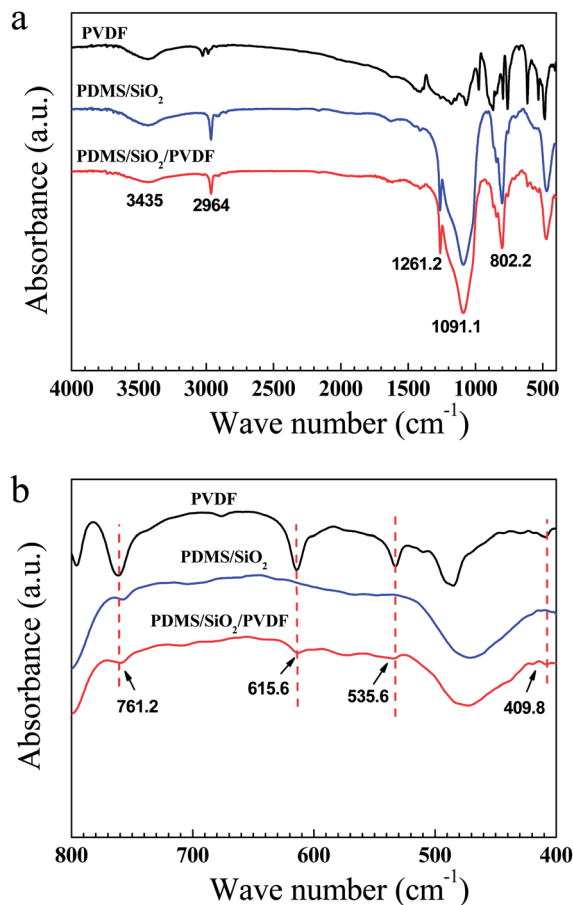 a
PVDF
PDMS/SiO₂
PDMS/SiO₂/PVDF
3435
2964
1261.2
802.2
1091.1
Absorbance (a.u.)
4000 3500 3000 2500 2000 1500 1000 500
Wave number (cm⁻¹)
b
PVDF
PDMS/SiO₂
PDMS/SiO₂/PVDF
761.2
615.6
535.6
409.8
Absorbance (a.u.)
800 700 600 500 400
Wave number (cm⁻¹)